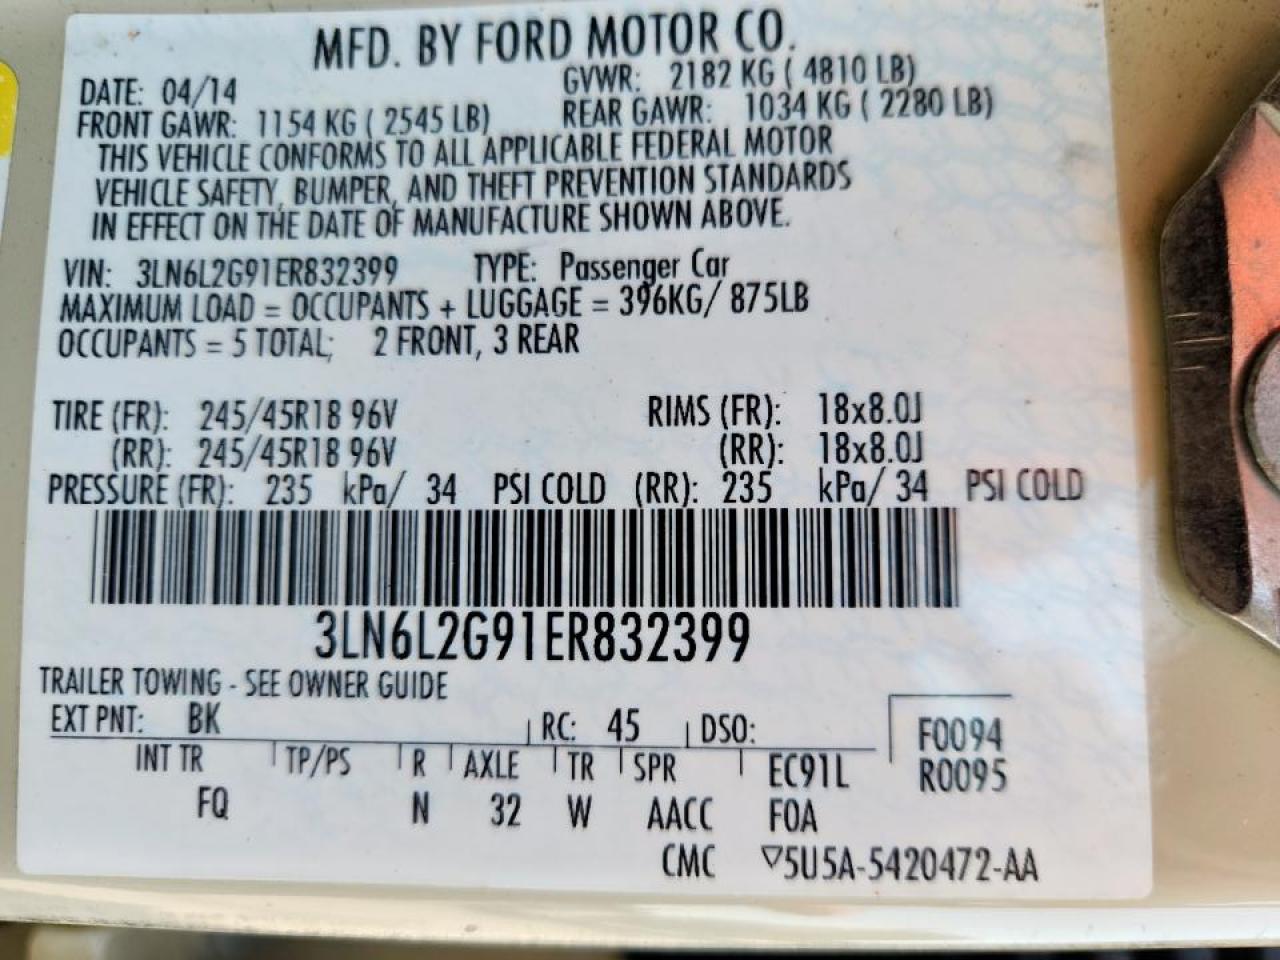 MFD. BY FORD MOTOR CO.
DATE: 04/14 GVWR: 2182 KG ( 4810 LB)
FRONT GAWR: 1154 KG ( 2545 LB) REAR GAWR: 1034 KG ( 2280 LB)
THIS VEHICLE CONFORMS TO ALL APPLICABLE FEDERAL MOTOR
VEHICLE SAFETY, BUMPER, AND THEFT PREVENTION STANDARDS
IN EFFECT ON THE DATE OF MANUFACTURE SHOWN ABOVE.
VIN: 3LN6L2G91ER832399 TYPE: Passenger Car
MAXIMUM LOAD = OCCUPANTS + LUGGAGE = 396KG/ 875LB
OCCUPANTS = 5 TOTAL; 2 FRONT, 3 REAR
TIRE (FR): 245/45R18 96V RIMS (FR): 18x8.0J
(RR): 245/45R18 96V (RR): 18x8.0J
PRESSURE (FR): 235 kPa/ 34 PSI COLD (RR): 235 kPa/ 34 PSI COLD
3LN6L2G91ER832399
TRAILER TOWING - SEE OWNER GUIDE
EXT PNT: BK RC: 45 DSO: F0094
INT TR TP/PS R AXLE TR SPR EC91L R0095
FQ N 32 W AACC FOA
CMC ▽5U5A-5420472-AA